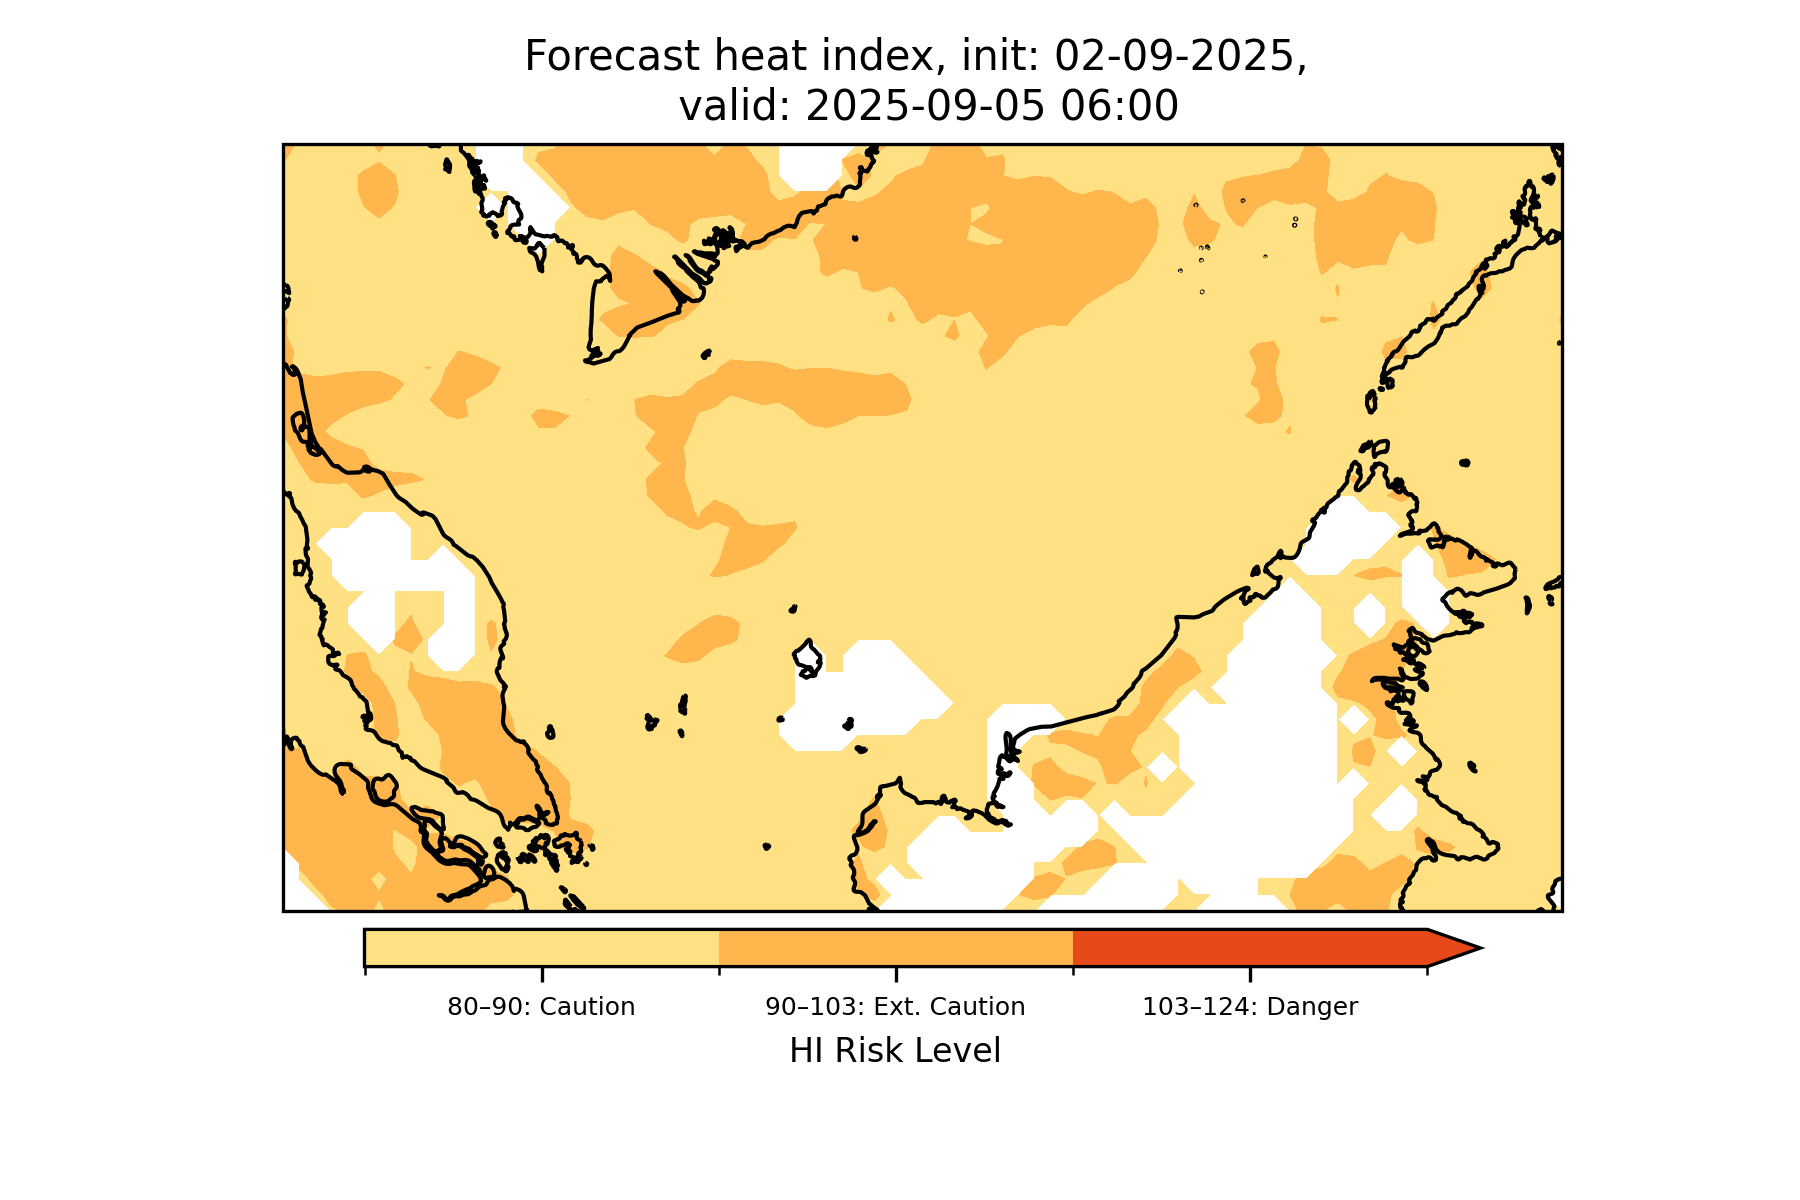 Forecast heat index, init: 02-09-2025,
valid: 2025-09-05 06:00
80–90: Caution
90–103: Ext. Caution
103–124: Danger
HI Risk Level